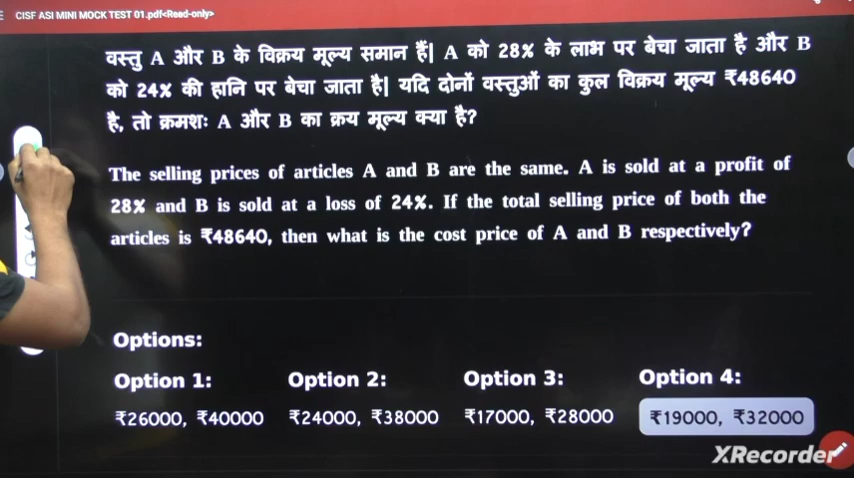 CISF ASI MINI MOCK TEST 01.pdf<Read-only>
वस्तु A और B के विक्रय मूल्य समान हैं| A को 28% के लाभ पर बेचा जाता है और B
को 24% की हानि पर बेचा जाता है| यदि दोनों वस्तुओं का कुल विक्रय मूल्य ₹48640
है, तो क्रमशः A और B का क्रय मूल्य क्या है?
The selling prices of articles A and B are the same. A is sold at a profit of
28% and B is sold at a loss of 24%. If the total selling price of both the
articles is ₹48640, then what is the cost price of A and B respectively?
Options:
Option 1: Option 2: Option 3: Option 4:
₹26000, ₹40000 ₹24000, ₹38000 ₹17000, ₹28000 ₹19000, ₹32000
XRecorder